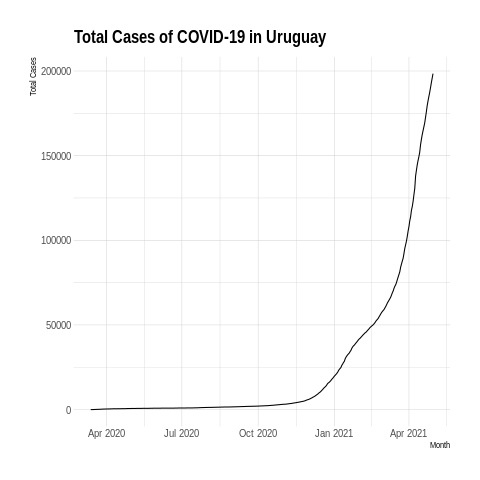 Total Cases of COVID-19 in Uruguay
Total Cases
200000
150000
100000
50000
0
Apr 2020 Jul 2020 Oct 2020 Jan 2021 Apr 2021
Month